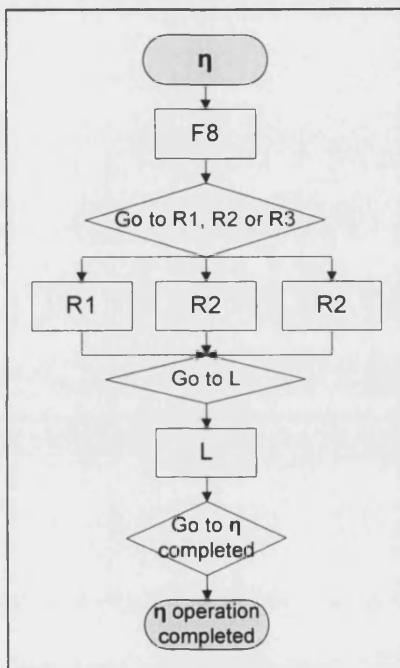 η
F8
Go to R1, R2 or R3
R1
R2
R2
Go to L
L
Go to η
completed
η operation
completed